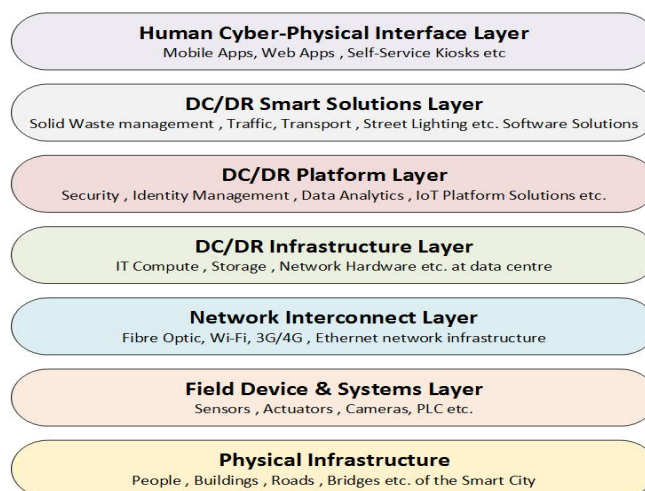 Human Cyber-Physical Interface Layer
Mobile Apps, Web Apps , Self-Service Kiosks etc
DC/DR Smart Solutions Layer
Solid Waste management , Traffic, Transport , Street Lighting etc. Software Solutions
DC/DR Platform Layer
Security , Identity Management , Data Analytics , IoT Platform Solutions etc.
DC/DR Infrastructure Layer
IT Compute , Storage , Network Hardware etc. at data centre
Network Interconnect Layer
Fibre Optic, Wi-Fi, 3G/4G , Ethernet network infrastructure
Field Device & Systems Layer
Sensors , Actuators , Cameras, PLC etc.
Physical Infrastructure
People , Buildings , Roads , Bridges etc. of the Smart City